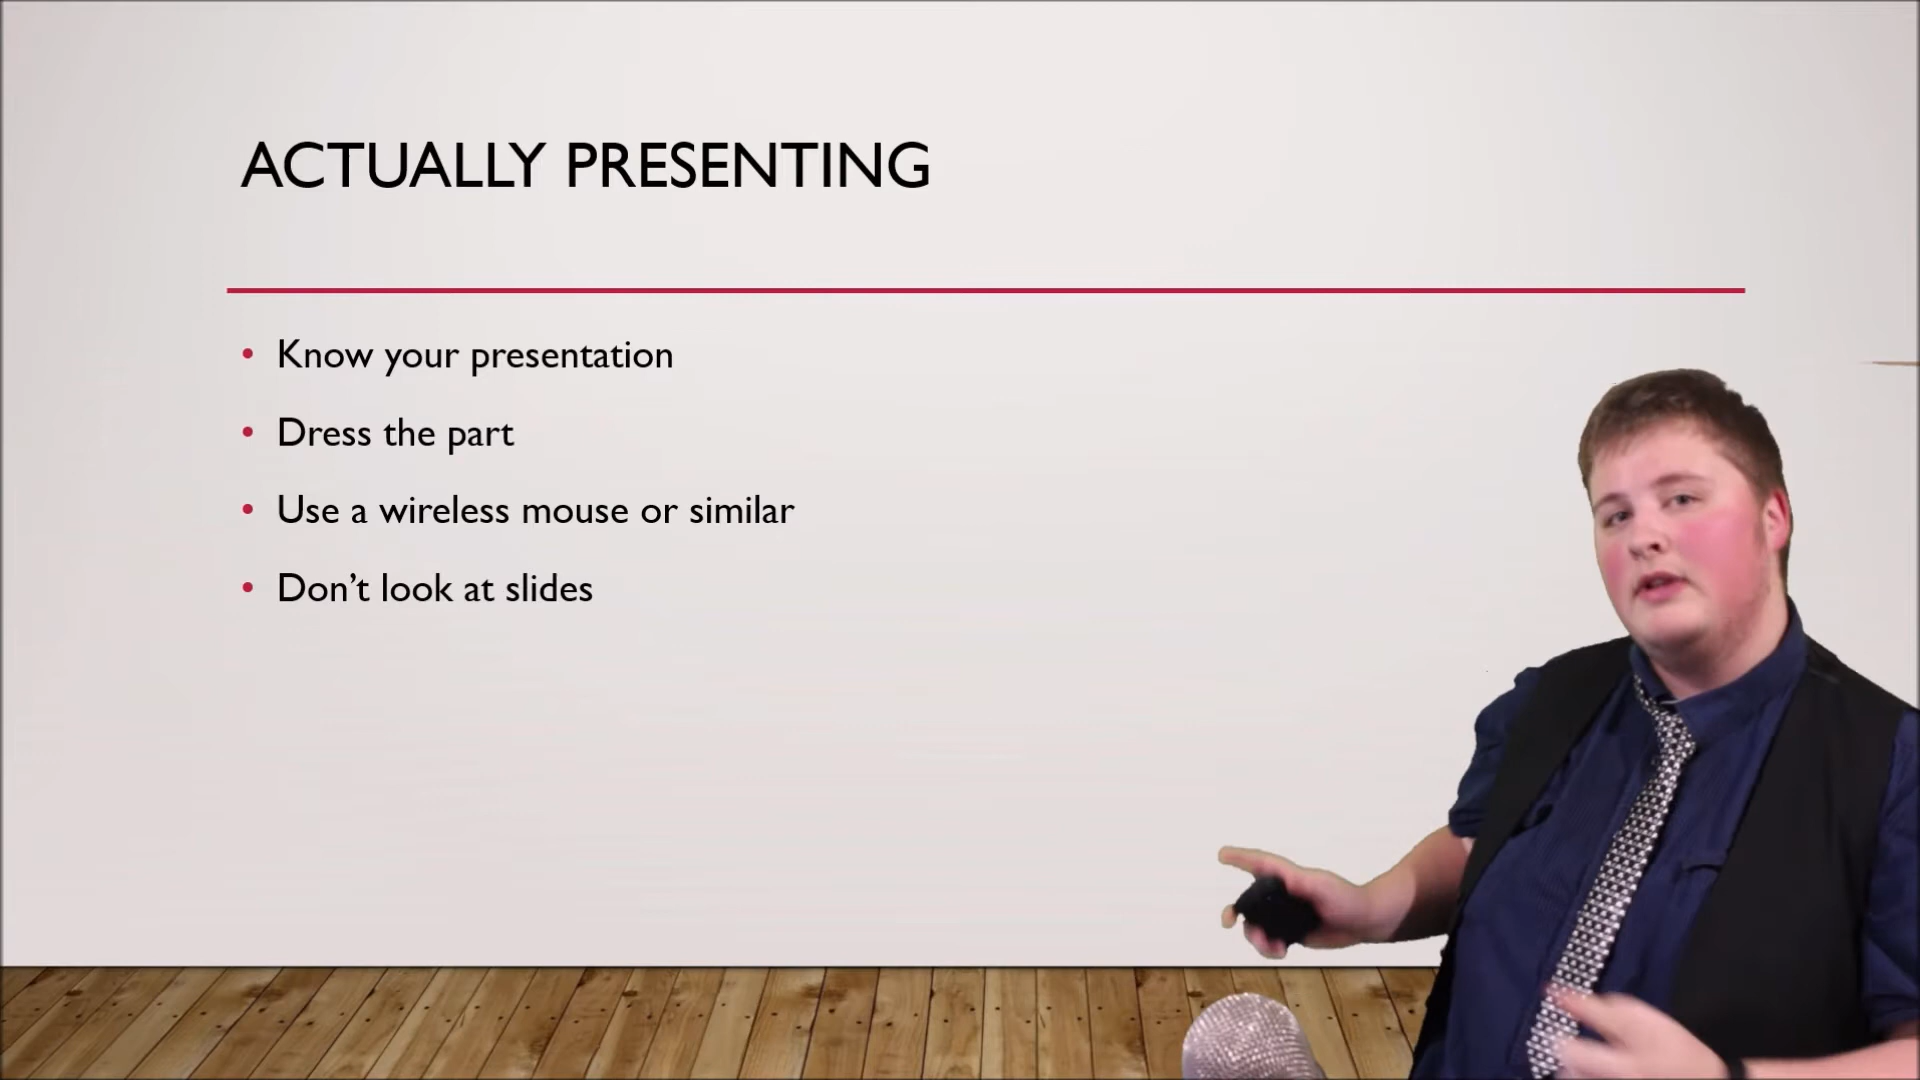 ACTUALLY PRESENTING
• Know your presentation
• Dress the part
• Use a wireless mouse or similar
• Don’t look at slides